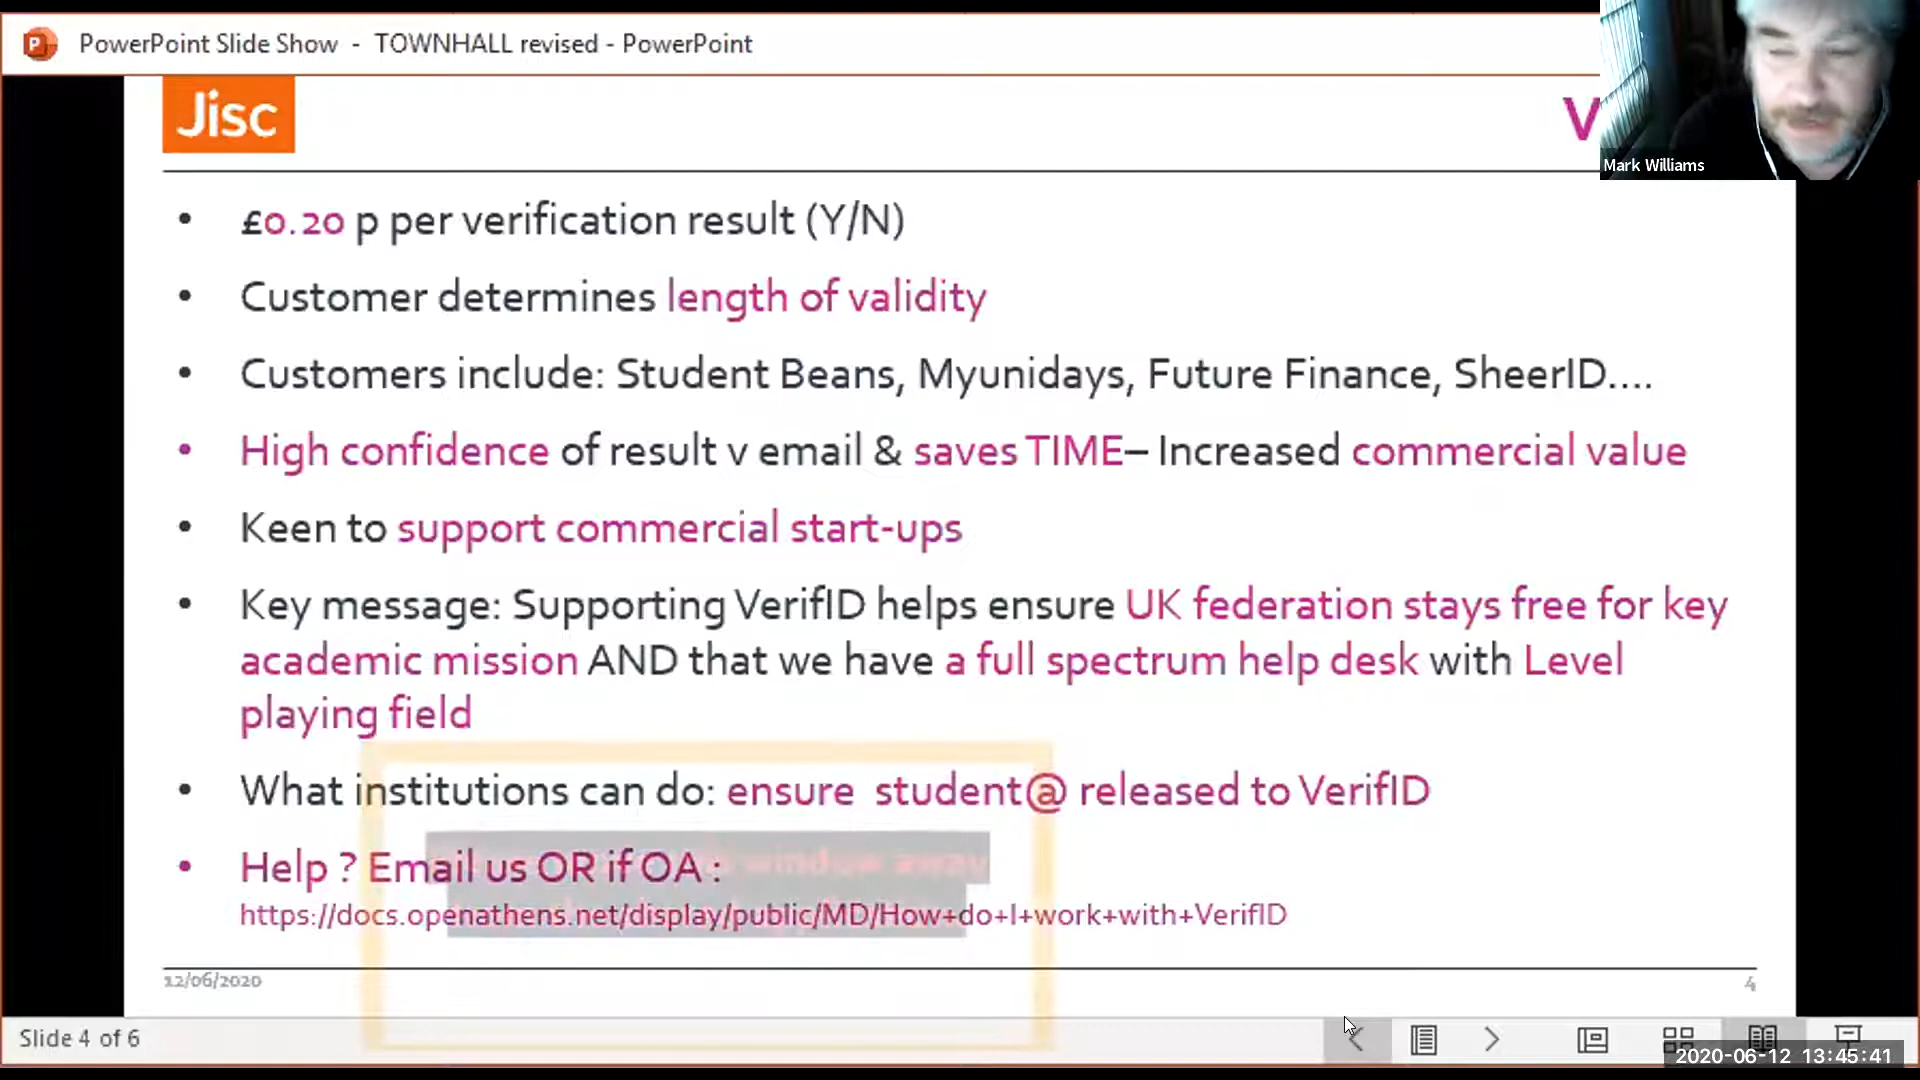 PowerPoint Slide Show - TOWNHALL revised - PowerPoint
Jisc
V
Mark Williams
• £0.20 p per verification result (Y/N)
• Customer determines length of validity
• Customers include: Student Beans, Myunidays, Future Finance, SheerID....
• High confidence of result v email & saves TIME– Increased commercial value
• Keen to support commercial start-ups
• Key message: Supporting VerifID helps ensure UK federation stays free for key
academic mission AND that we have a full spectrum help desk with Level
playing field
• What institutions can do: ensure student@ released to VerifID
• Help ? Email us OR if OA :
window away
https://docs.openathens.net/display/public/MD/How+do+I+work+with+VerifID
12/06/2020
4
Slide 4 of 6
2020-06-12 13:45:41